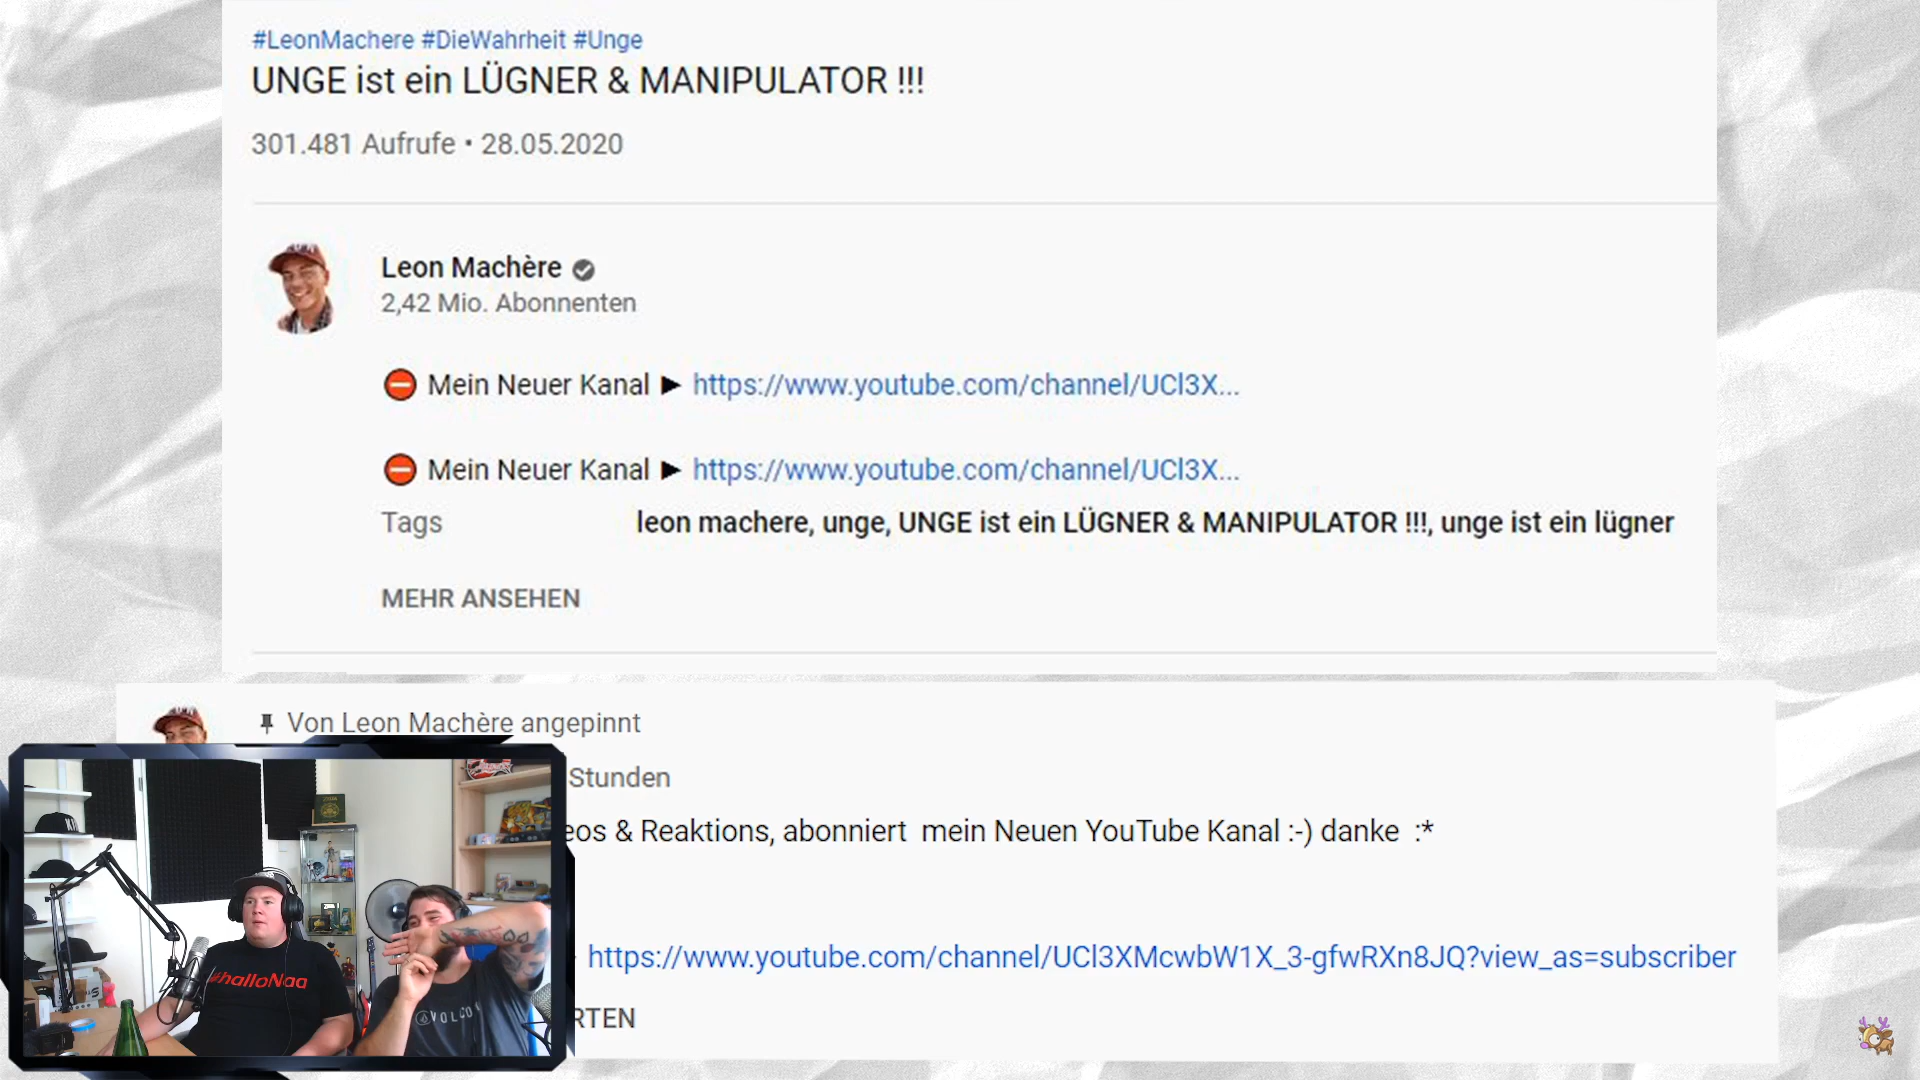 #LeonMachere #DieWahrheit #Unge
UNGE ist ein LÜGNER & MANIPULATOR !!!
301.481 Aufrufe • 28.05.2020
Leon Machère
2,42 Mio. Abonnenten
Mein Neuer Kanal ► https://www.youtube.com/channel/UCl3X...
Mein Neuer Kanal ► https://www.youtube.com/channel/UCl3X...
Tags leon machere, unge, UNGE ist ein LÜGNER & MANIPULATOR !!!, unge ist ein lügner
MEHR ANSEHEN
Von Leon Machère angepinnt
Stunden
eos & Reaktions, abonniert mein Neuen YouTube Kanal :-) danke :*
https://www.youtube.com/channel/UCl3XMcwbW1X_3-gfwRXn8JQ?view_as=subscriber
RTEN
#halloNaa
VOLCO